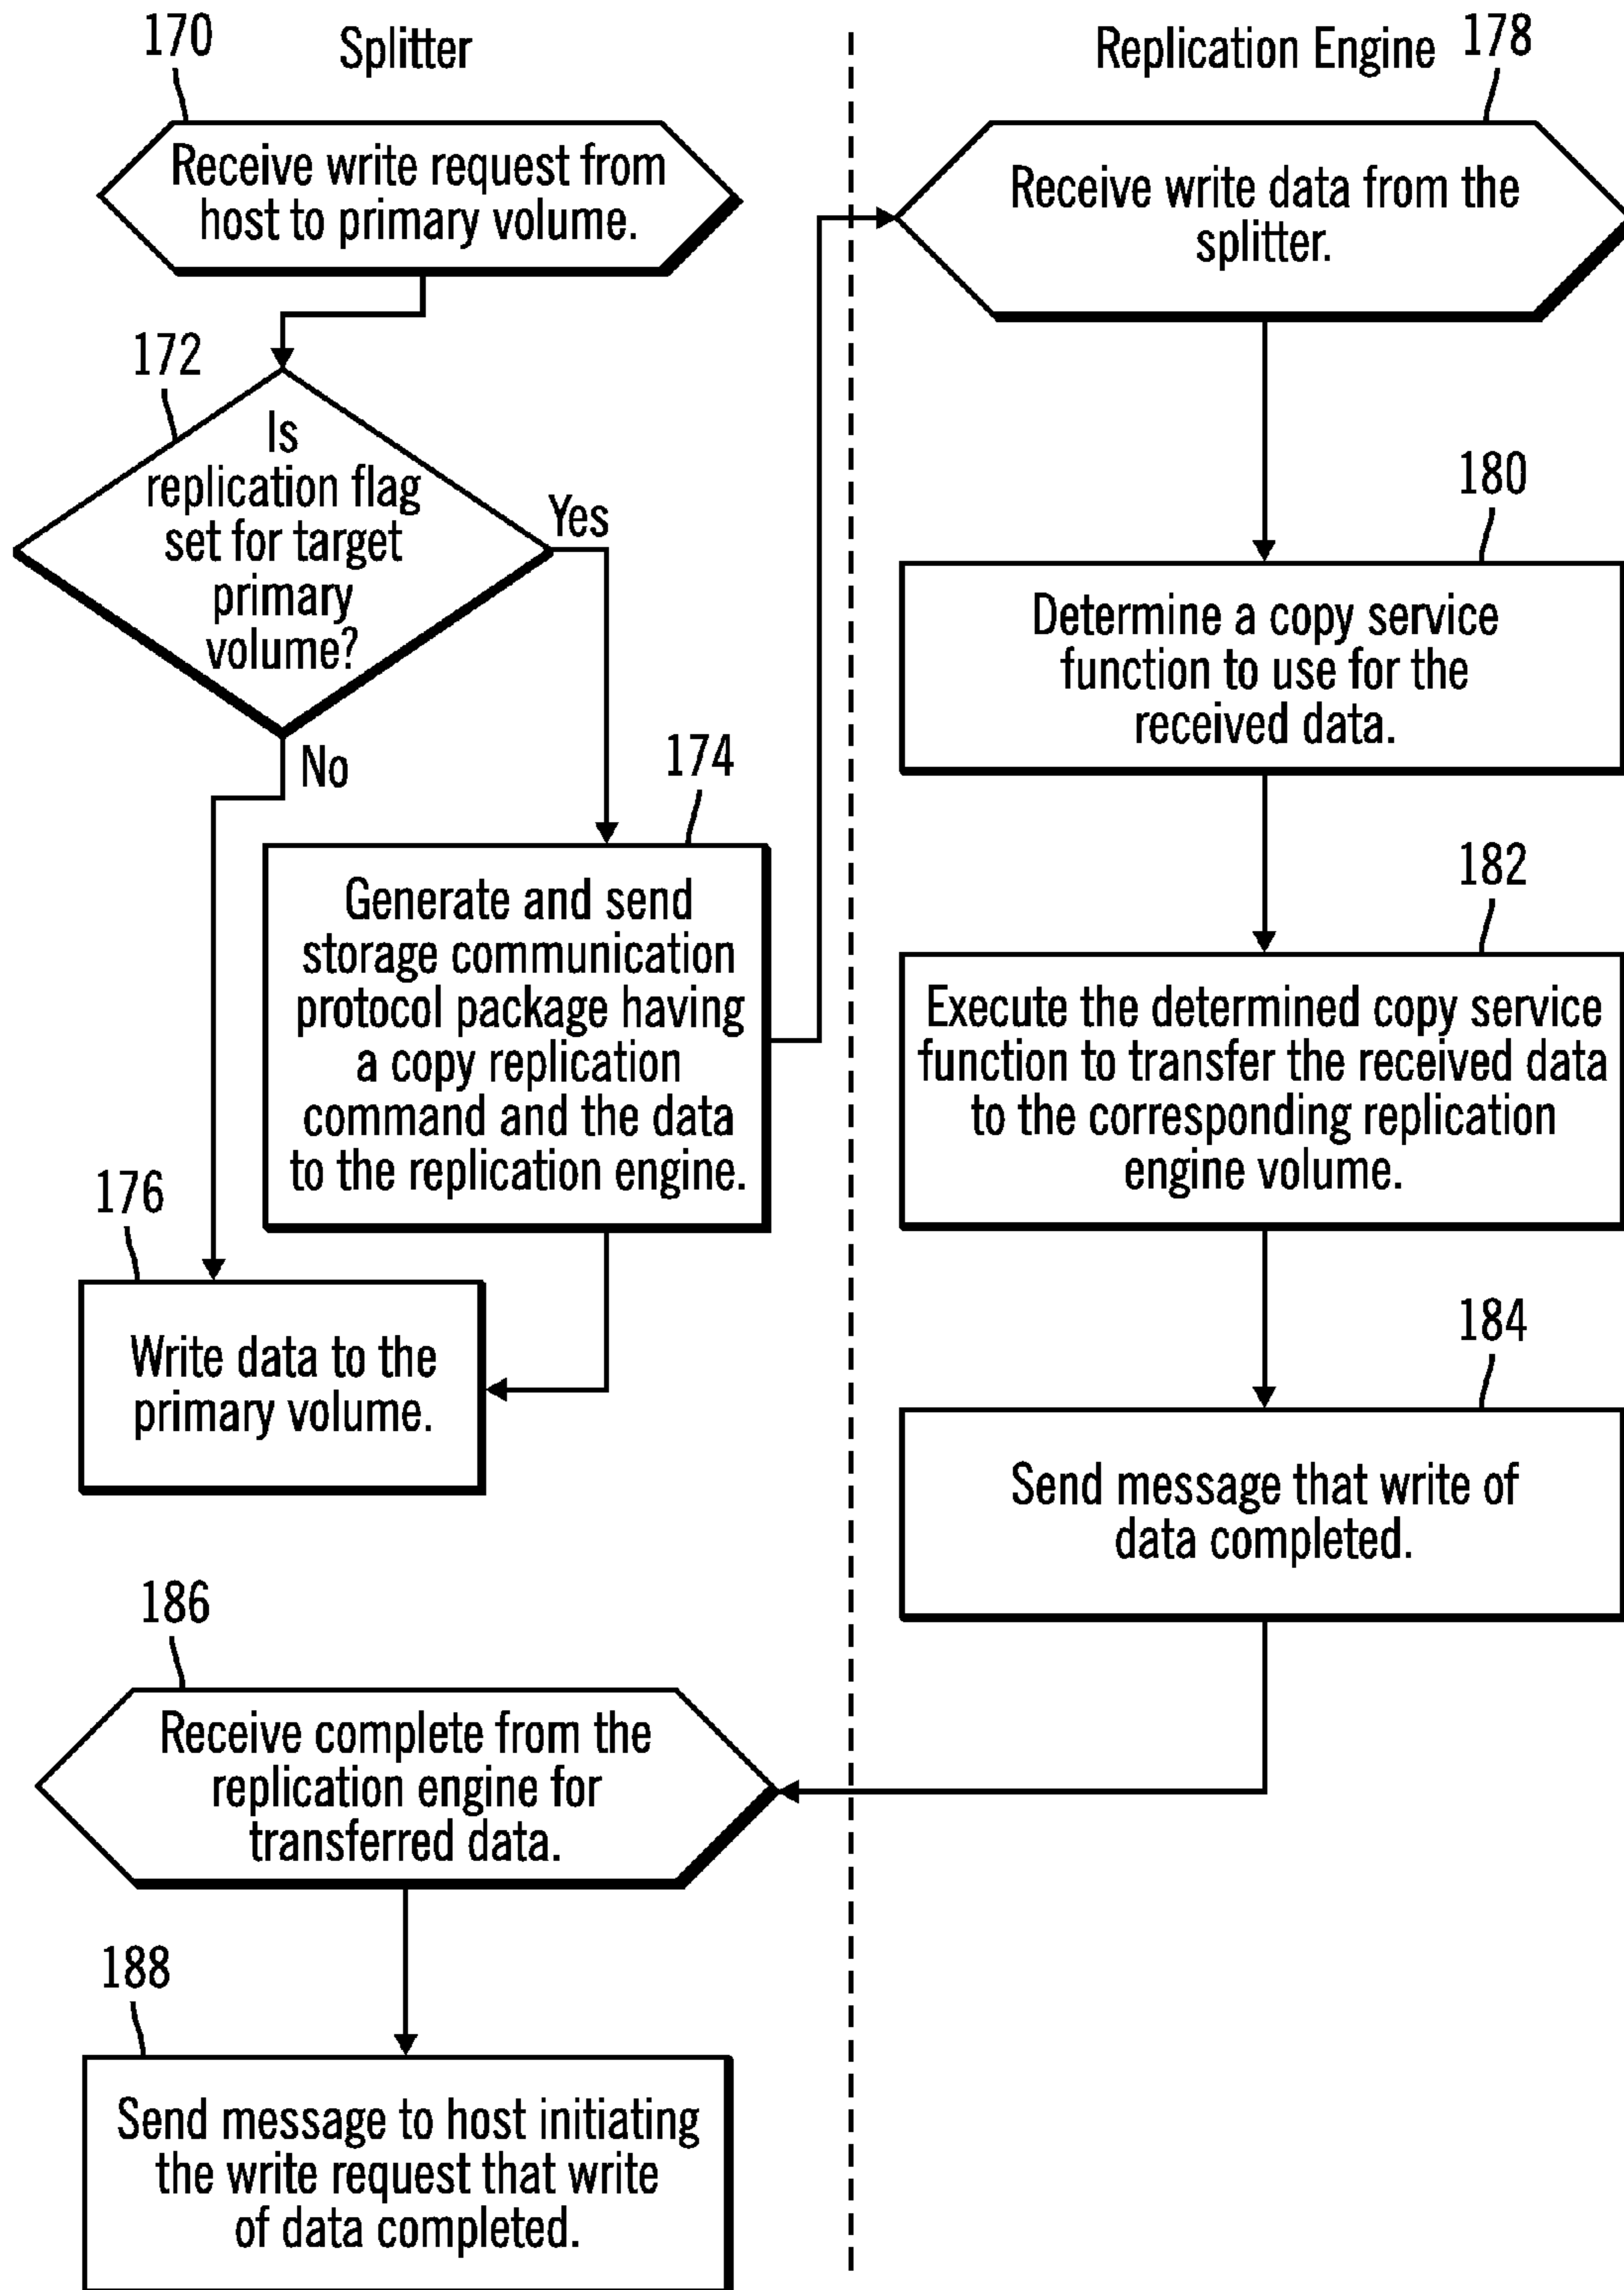 170
Splitter
Receive write request from
host to primary volume.
172
Is
replication flag
set for target
primary
volume?
Yes
No
174
Generate and send
storage communication
protocol package having
a copy replication
command and the data
to the replication engine.
176
Write data to the
primary volume.
Replication Engine
178
Receive write data from the
splitter.
180
Determine a copy service
function to use for the
received data.
182
Execute the determined copy service
function to transfer the received data
to the corresponding replication
engine volume.
184
Send message that write of
data completed.
186
Receive complete from the
replication engine for
transferred data.
188
Send message to host initiating
the write request that write
of data completed.